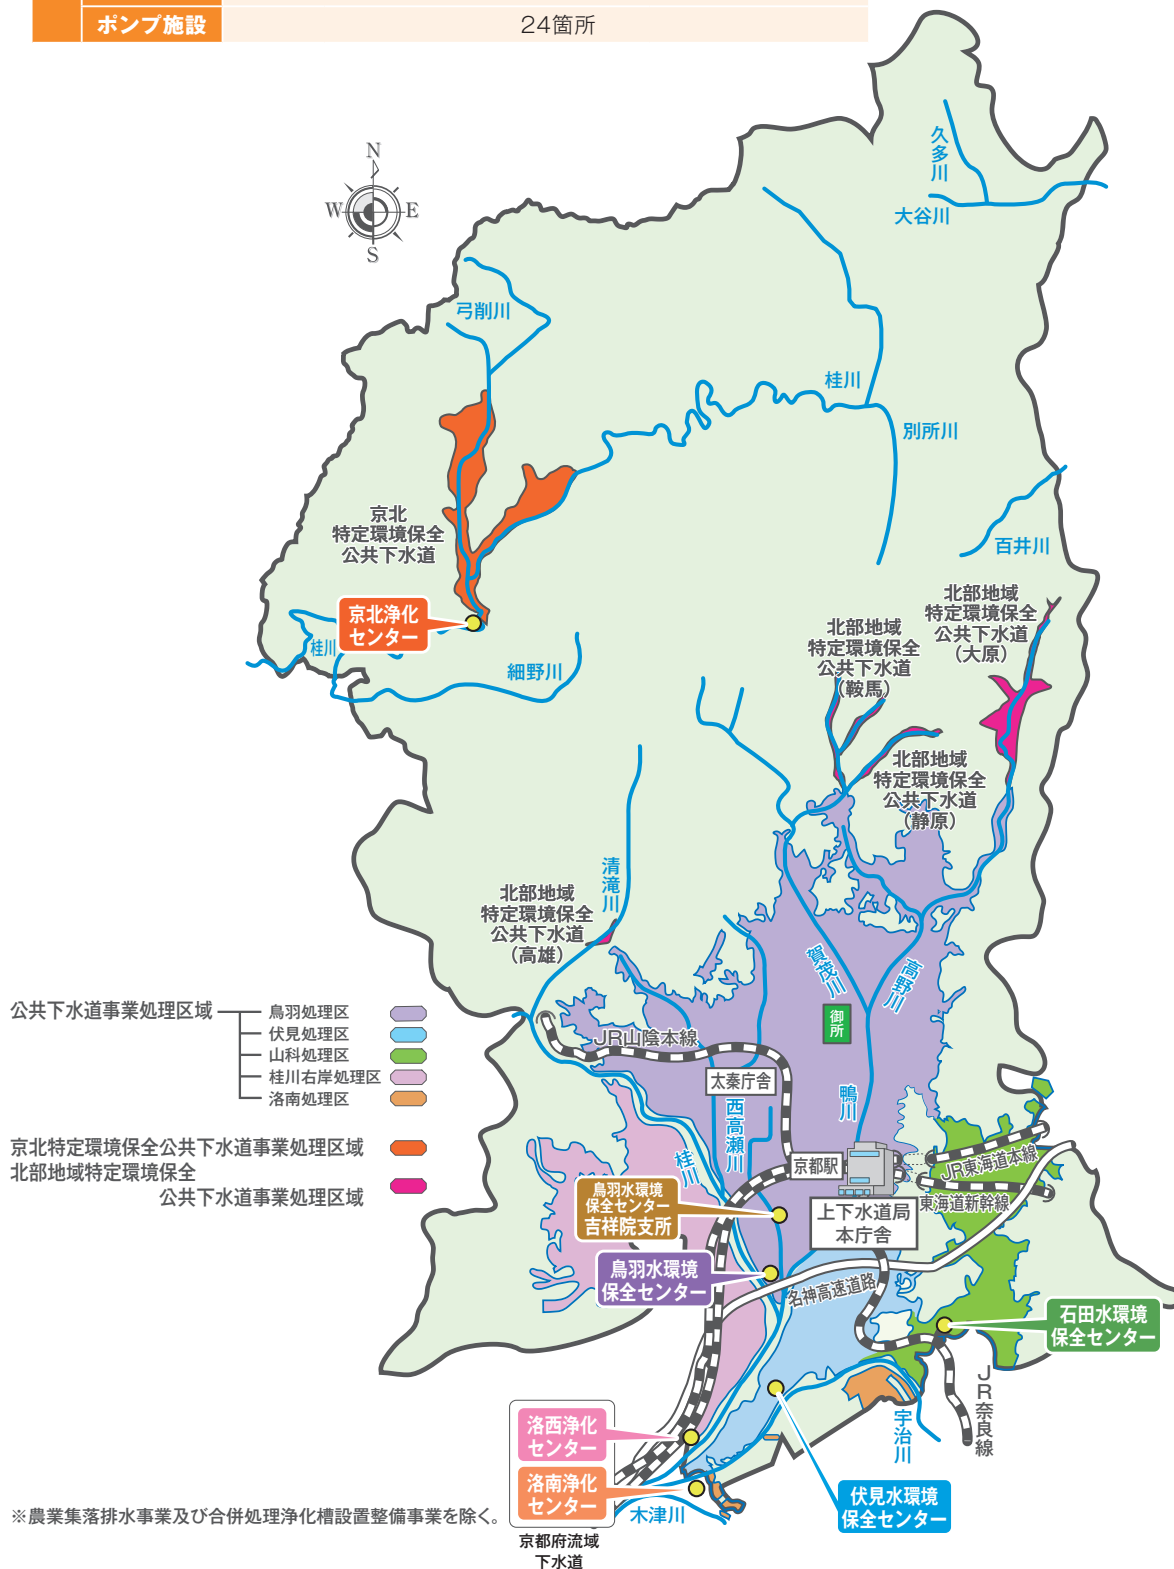 ポンプ施設 24箇所
N
W E
S
久多川
大谷川
弓削川
桂川
別所川
京北
特定環境保全
公共下水道
百井川
北部地域
特定環境保全
公共下水道
(大原)
京北浄化
センター
北部地域
特定環境保全
公共下水道
(鞍馬)
桂川
細野川
北部地域
特定環境保全
公共下水道
(静原)
清滝川
北部地域
特定環境保全
公共下水道
(高雄)
賀茂川
高野川
御所
公共下水道事業処理区域
鳥羽処理区
伏見処理区
山科処理区
桂川右岸処理区
洛南処理区
京北特定環境保全公共下水道事業処理区域
北部地域特定環境保全
公共下水道事業処理区域
JR山陰本線
太秦庁舎
西高瀬川
鴨川
桂川
京都駅
JR東海道本線
東海道新幹線
鳥羽水環境
保全センター
吉祥院支所
上下水道局
本庁舎
鳥羽水環境
保全センター
名神高速道路
石田水環境
保全センター
JR奈良線
宇治川
洛西浄化
センター
洛南浄化
センター
伏見水環境
保全センター
木津川
※農業集落排水事業及び合併処理浄化槽設置整備事業を除く。
京都府流域
下水道